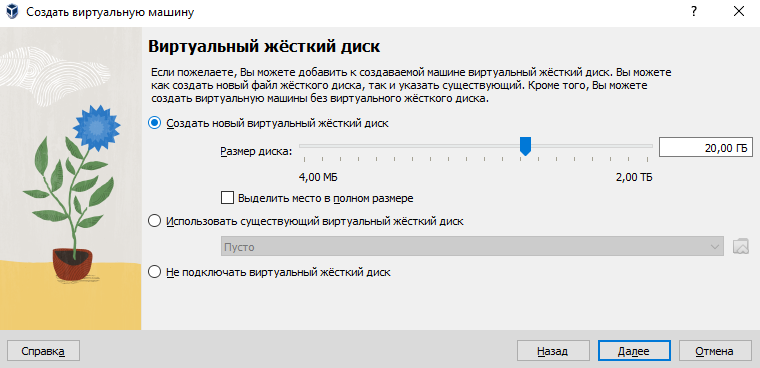 Создать виртуальную машину
?
Виртуальный жёсткий диск
Если пожелаете, Вы можете добавить к создаваемой машине виртуальный жёсткий диск. Вы можете
как создать новый файл жёсткого диска, так и указать существующий. Кроме того, Вы можете
создать виртуальную машины без виртуального жёсткого диска.
Создать новый виртуальный жёсткий диск
Размер диска:
20,00 ГБ
4,00 МБ
2,00 ТБ
Выделить место в полном размере
Использовать существующий виртуальный жёсткий диск
Пусто
Не подключать виртуальный жёсткий диск
Справка
Назад
Далее
Отмена